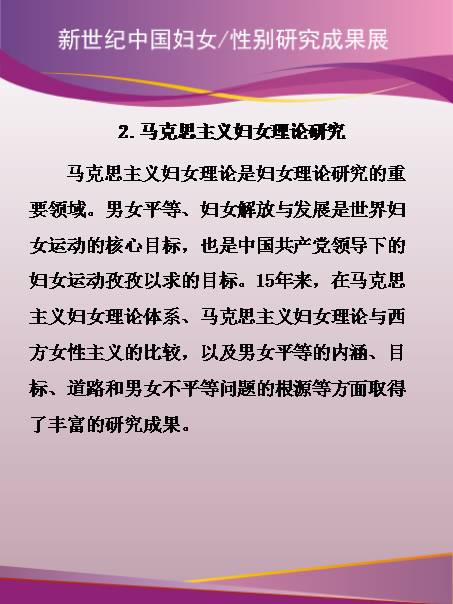 新世纪中国妇女/性别研究成果展
2.马克思主义妇女理论研究
马克思主义妇女理论是妇女理论研究的重
要领域。男女平等、妇女解放与发展是世界妇
女运动的核心目标，也是中国共产党领导下的
妇女运动孜孜以求的目标。15年来，在马克思
主义妇女理论体系、马克思主义妇女理论与西
方女性主义的比较，以及男女平等的内涵、目
标、道路和男女不平等问题的根源等方面取得
了丰富的研究成果。